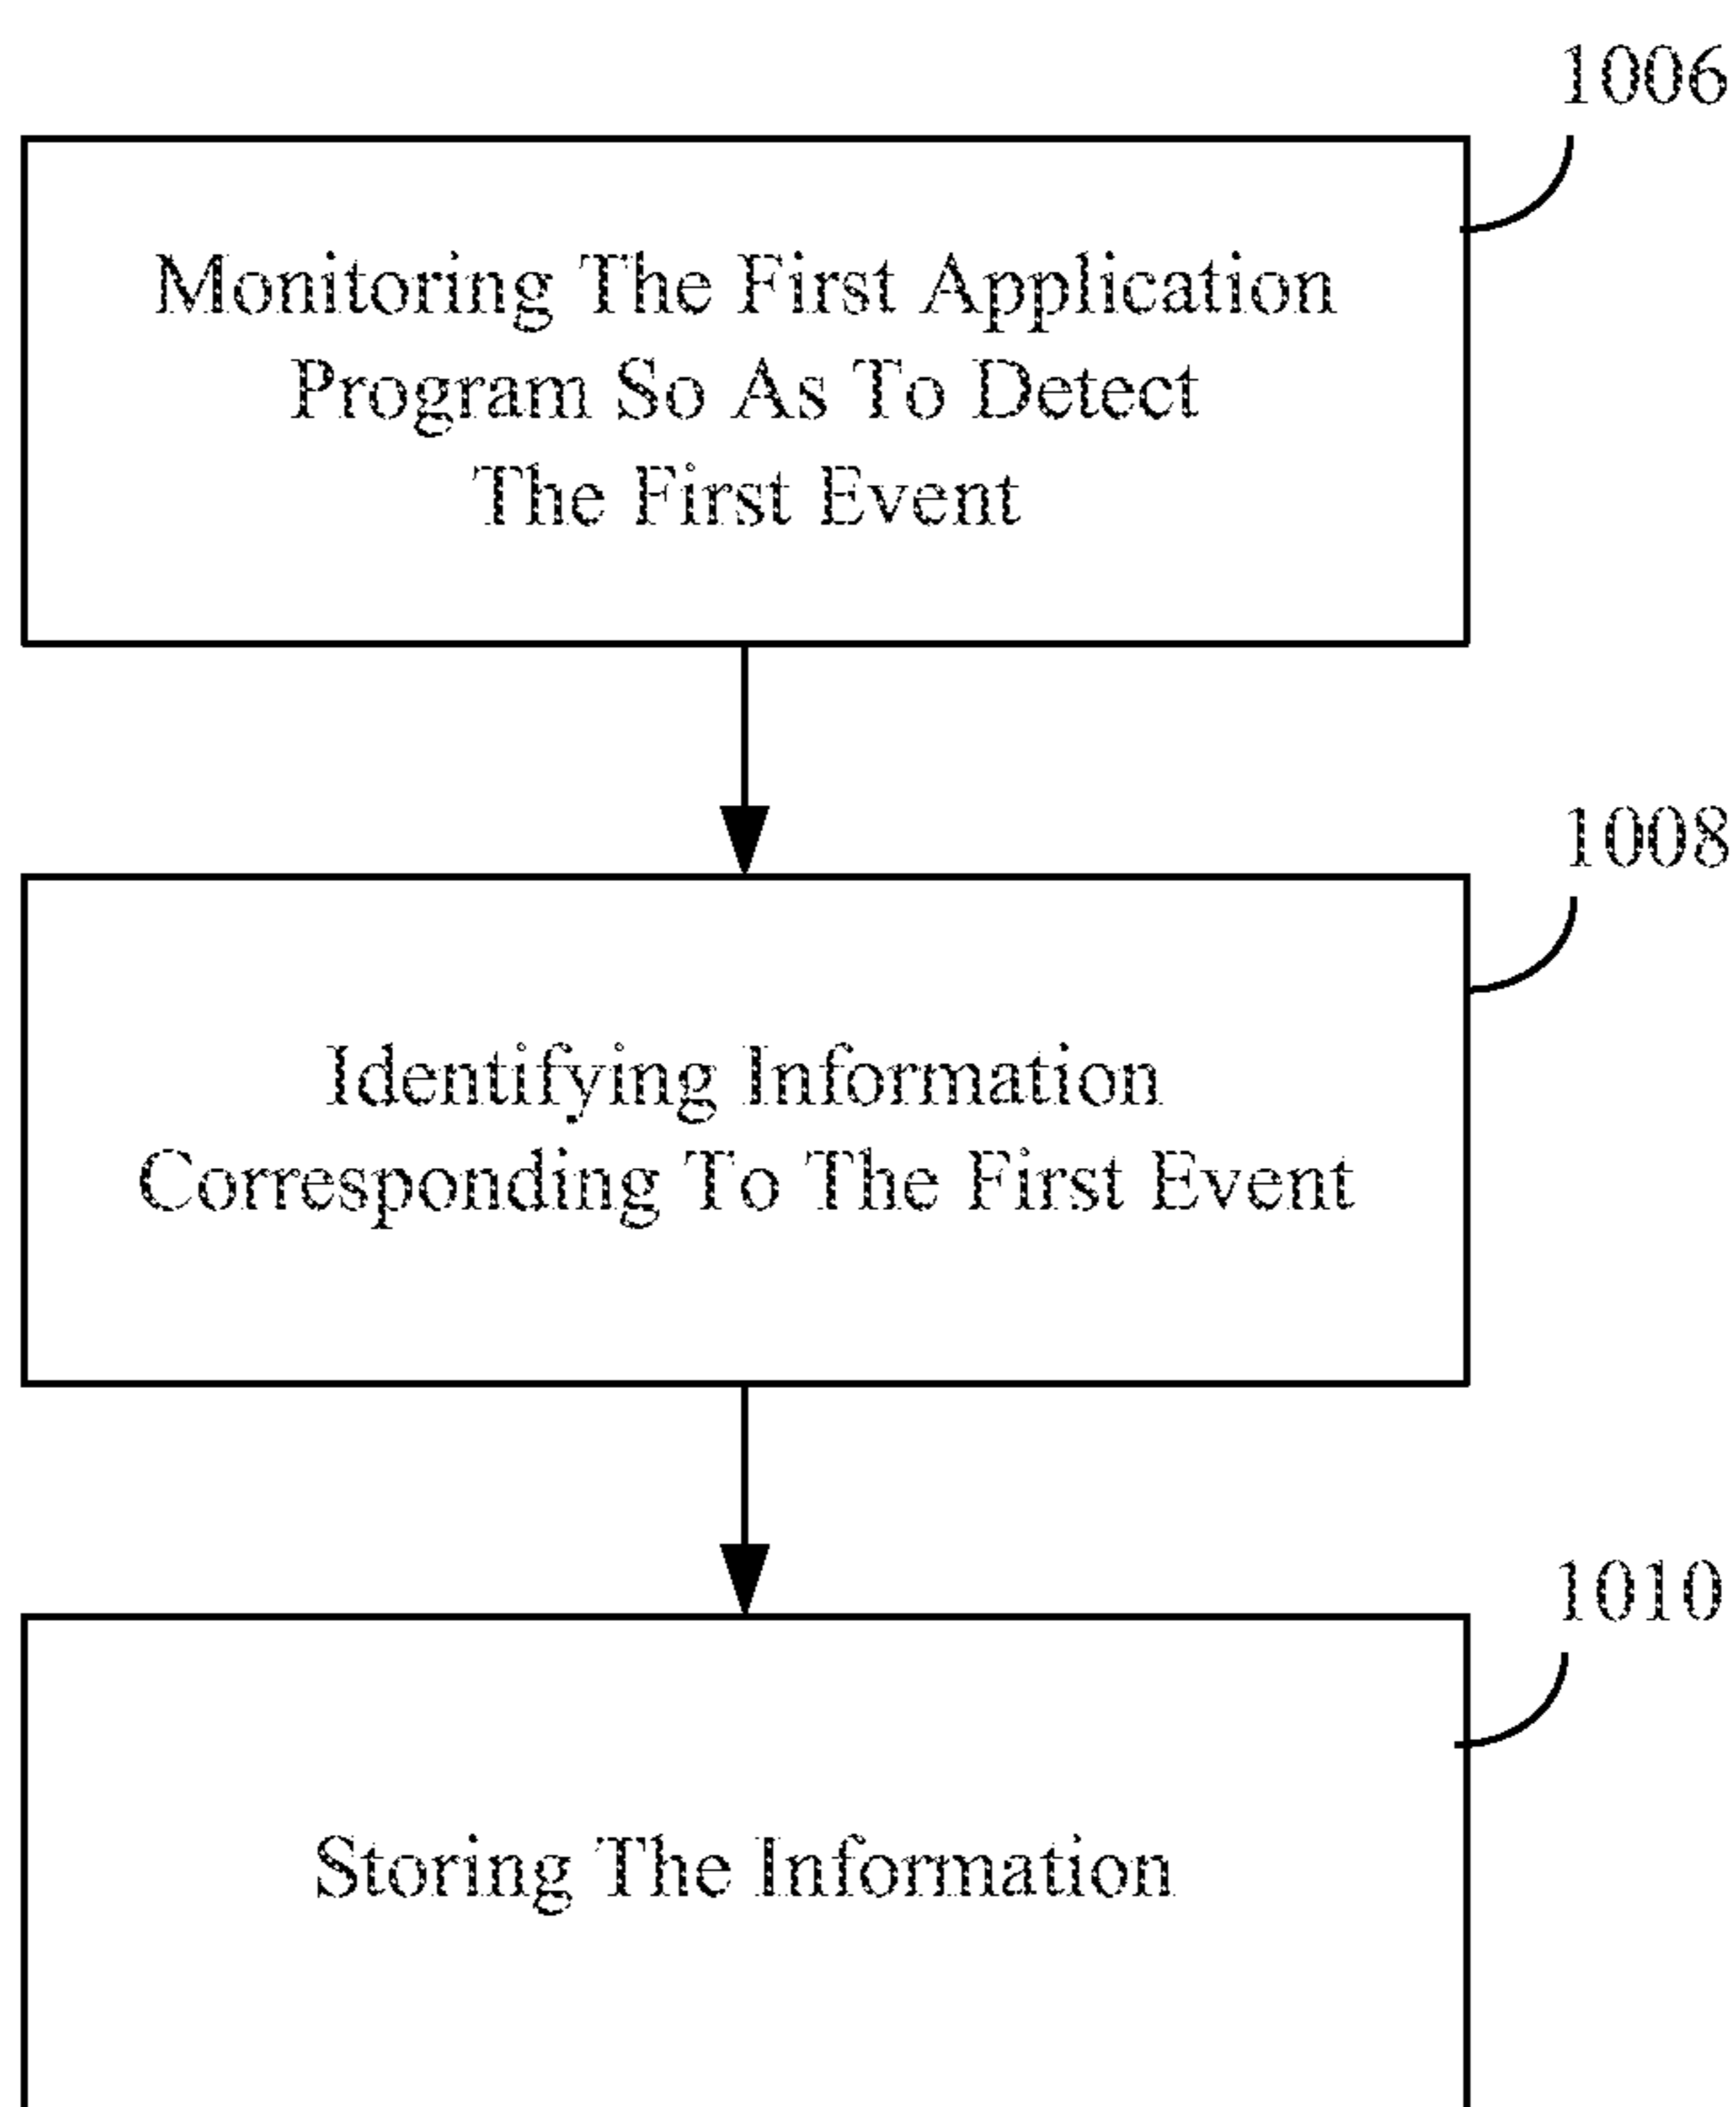 1006
Monitoring The First Application
Program So As To Detect
The First Event
1008
Identifying Information
Corresponding To The First Event
1010
Storing The Information